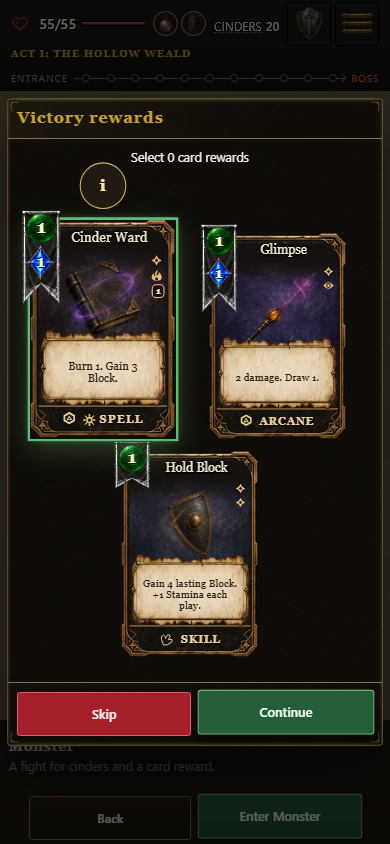 55/55
CINDERS 20
ACT I: THE HOLLOW WEALD
ENTRANCE
BOSS
Victory rewards
Select 0 card rewards
i
1
1
Cinder Ward
1
Burn 1. Gain 3
Block.
SPELL
1
1
Glimpse
2 damage. Draw 1.
ARCANE
1
Hold Block
Gain 4 lasting Block.
+1 Stamina each
play.
SKILL
Skip
Continue
Monster
A fight for cinders and a card reward.
Back
Enter Monster